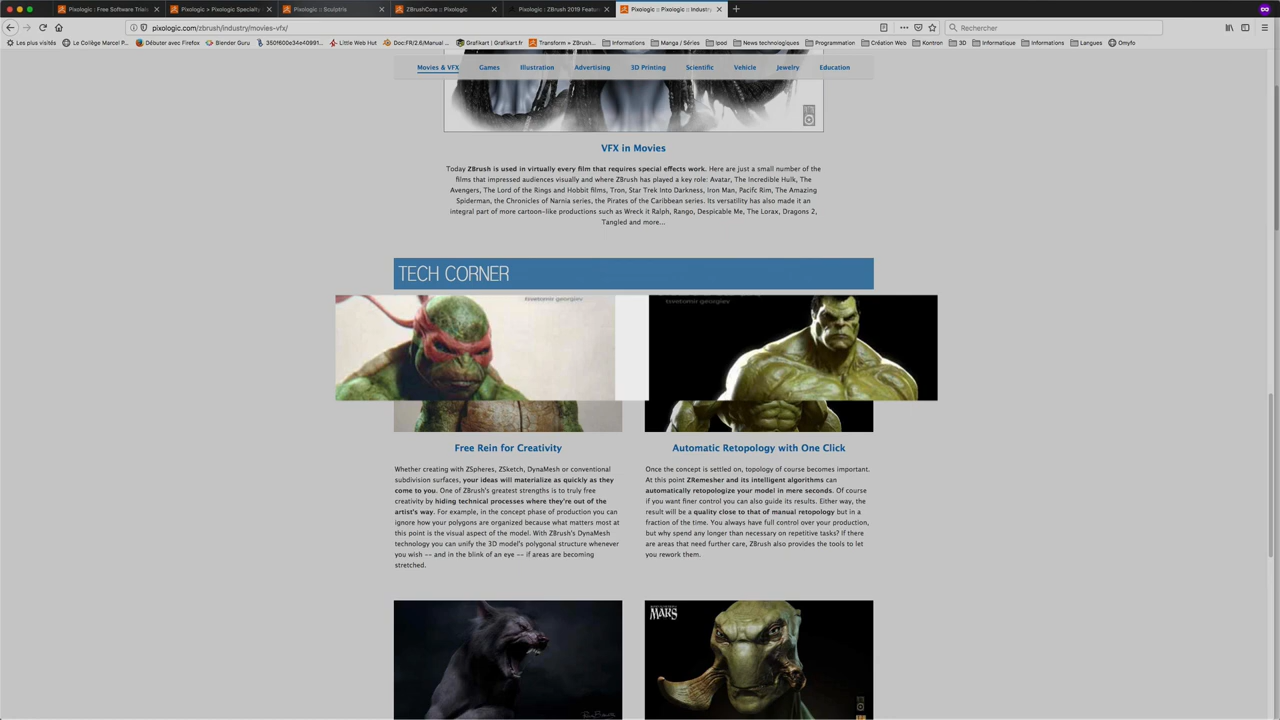 Pixologic : Free Software Trials
Pixologic > Pixologic Specialty
Pixologic :: Sculptris
ZBrushCore :: Pixologic
Pixologic : ZBrush 2019 Featur
Pixologic :: Pixologic :: Industry
pixologic.com/zbrush/industry/movies-vfx/
Rechercher
Les plus visités
Le Collège Marcel P...
Débuter avec Firefox
Blender Guru
350f600e34e40991...
Little Web Hut
Doc:FR/2.6/Manual ...
Grafikart | Grafikart.fr
Transform « ZBrush...
Informations
Manga / Séries
Ipod
News technologiques
Programmation
Création Web
Kontron
3D
Informatique
Informations
Langues
Omyfo
Movies & VFX
Games
Illustration
Advertising
3D Printing
Scientific
Vehicle
Jewelry
Education
VFX in Movies
Today ZBrush is used in virtually every film that requires special effects work. Here are just a small number of the
films that impressed audiences visually and where ZBrush has played a key role: Avatar, The Incredible Hulk, The
Avengers, The Lord of the Rings and Hobbit films, Tron, Star Trek Into Darkness, Iron Man, Pacifc Rim, The Amazing
Spiderman, the Chronicles of Narnia series, the Pirates of the Caribbean series. Its versatility has also made it an
integral part of more cartoon-like productions such as Wreck it Ralph, Rango, Despicable Me, The Lorax, Dragons 2,
Tangled and more...
TECH CORNER
tsvetomir georgiev
tsvetomir georgiev
Free Rein for Creativity
Whether creating with ZSpheres, ZSketch, DynaMesh or conventional
subdivision surfaces, your ideas will materialize as quickly as they
come to you. One of ZBrush's greatest strengths is to truly free
creativity by hiding technical processes where they're out of the
artist's way. For example, in the concept phase of production you can
ignore how your polygons are organized because what matters most at
this point is the visual aspect of the model. With ZBrush's DynaMesh
technology you can unify the 3D model's polygonal structure whenever
you wish -- and in the blink of an eye -- if areas are becoming
stretched.
Automatic Retopology with One Click
Once the concept is settled on, topology of course becomes important.
At this point ZRemesher and its intelligent algorithms can
automatically retopologize your model in mere seconds. Of course
if you want finer control you can also guide its results. Either way, the
result will be a quality close to that of manual retopology but in a
fraction of the time. You always have full control over your production,
but why spend any longer than necessary on repetitive tasks? If there
are areas that need further care, ZBrush also provides the tools to let
you rework them.
MARS